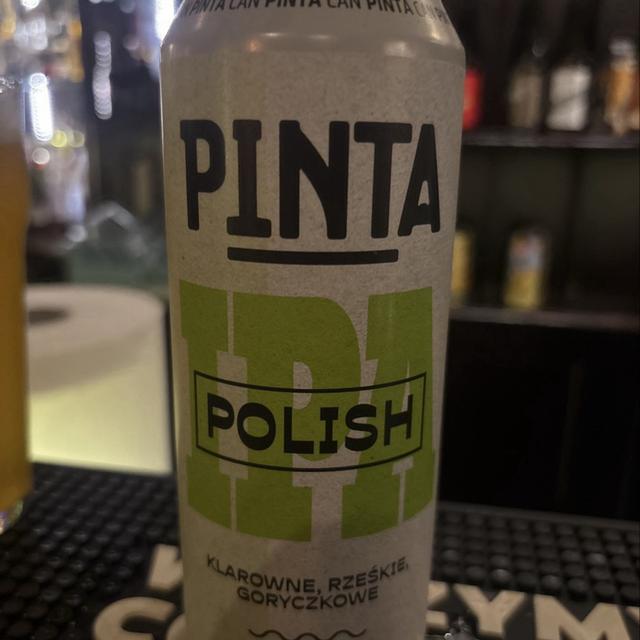 PINTA CAN PINTA CAN PINTA
PINTA
IPA
POLISH
KLAROWNE, RZEŚKIE,
GORYCZKOWE